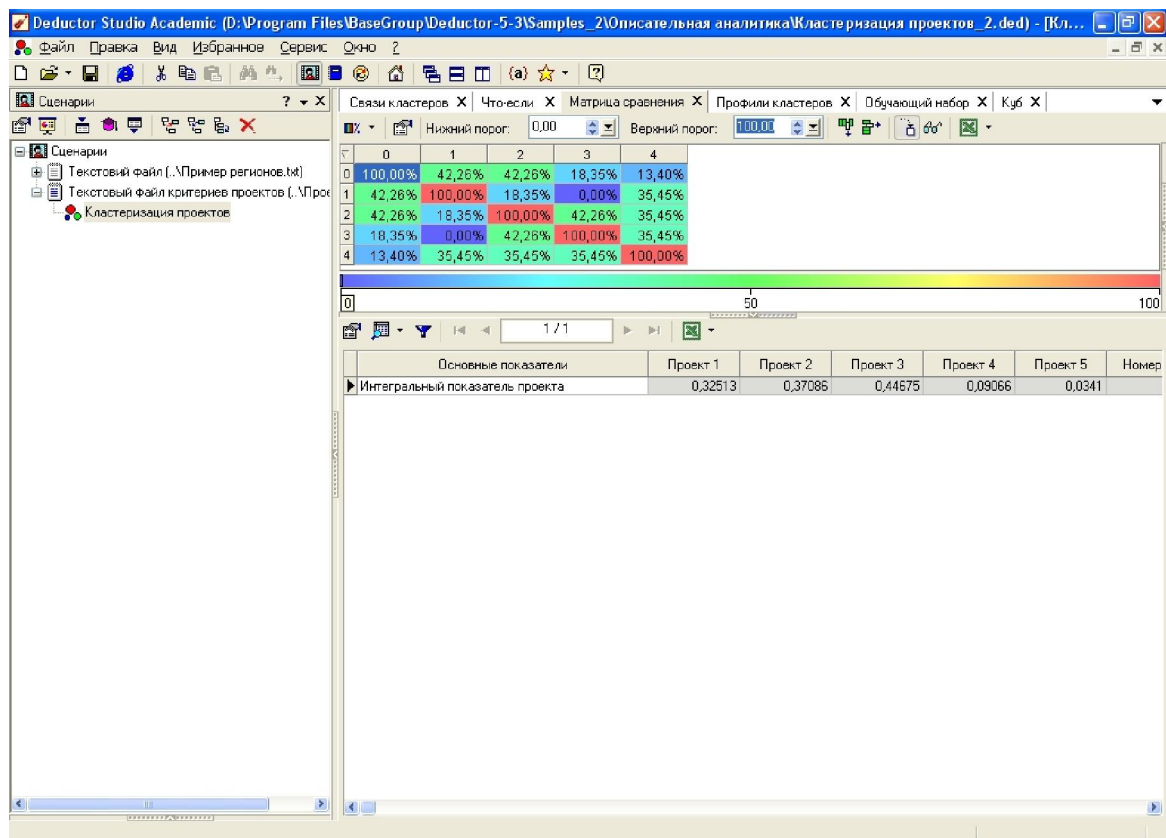 Deductor Studio Academic (D:\Program Files\BaseGroup\Deductor-5-3\Samples_2\Описательная аналитика\Кластеризация проектов_2.ded) - [Кл...
Файл Правка Вид Избранное Сервис Окно ?
Сценарии ?
Связи кластеров X Что-если X Матрица сравнения X Профили кластеров X Обучающий набор X Куб X
Нижний порог: 0,00 Верхний порог: 100,00
Сценарии
Текстовый файл (..\Пример регионов.txt)
Текстовый файл критериев проектов (..\Прое
Кластеризация проектов
0 1 2 3 4
0 100,00% 42,26% 42,26% 18,35% 13,40%
1 42,26% 100,00% 18,35% 0,00% 35,45%
2 42,26% 18,35% 100,00% 42,26% 35,45%
3 18,35% 0,00% 42,26% 100,00% 35,45%
4 13,40% 35,45% 35,45% 35,45% 100,00%
0 50 100
1 / 1
Основные показатели Проект 1 Проект 2 Проект 3 Проект 4 Проект 5 Номер
Интегральный показатель проекта 0,32513 0,37086 0,44675 0,09066 0,0341